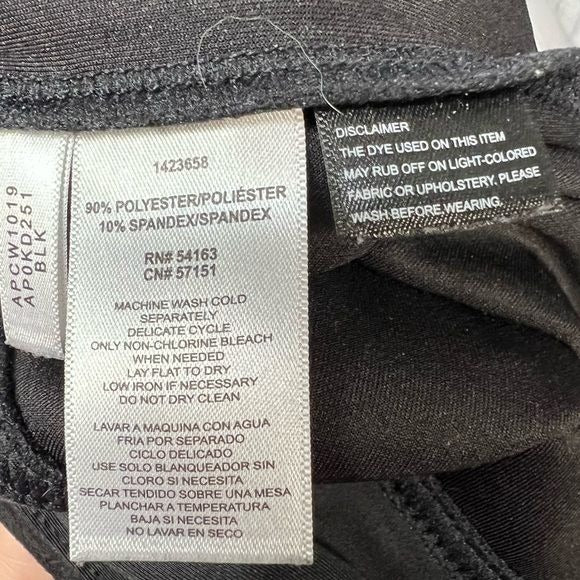 APCW1019
AP0KD251
BLK
1423658
90% POLYESTER/POLIÉSTER
10% SPANDEX/SPANDEX
RN# 54163
CN# 57151
MACHINE WASH COLD
SEPARATELY
DELICATE CYCLE
ONLY NON-CHLORINE BLEACH
WHEN NEEDED
LAY FLAT TO DRY
LOW IRON IF NECESSARY
DO NOT DRY CLEAN
LAVAR A MAQUINA CON AGUA
FRIA POR SEPARADO
CICLO DELICADO
USE SOLO BLANQUEADOR SIN
CLORO SI NECESITA
SECAR TENDIDO SOBRE UNA MESA
PLANCHAR A TEMPERATURA
BAJA SI NECESITA
NO LAVAR EN SECO
DISCLAIMER
THE DYE USED ON THIS ITEM
MAY RUB OFF ON LIGHT-COLORED
FABRIC OR UPHOLSTERY. PLEASE
WASH BEFORE WEARING.